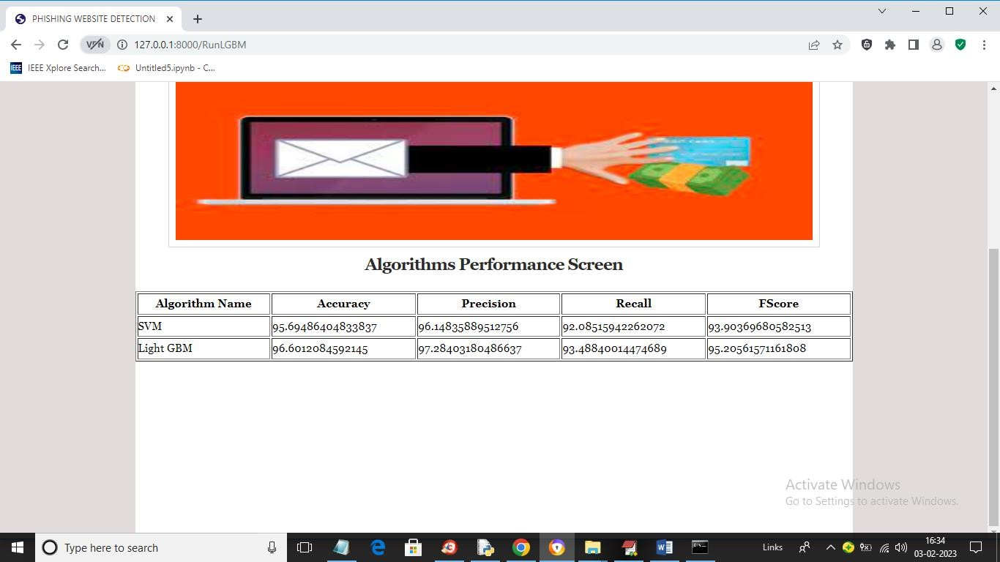 PHISHING WEBSITE DETECTION
VPN 127.0.0.1:8000/RunLGBM
IEEE IEEE Xplore Search... Untitled5.ipynb - C...
Algorithms Performance Screen
Algorithm Name Accuracy Precision Recall FScore
SVM 95.69486404833837 96.14835889512756 92.08515942262072 93.90369680582513
Light GBM 96.6012084592145 97.28403180486637 93.48840014474689 95.20561571161808
Activate Windows
Go to Settings to activate Windows.
Type here to search Links 16:34
03-02-2023